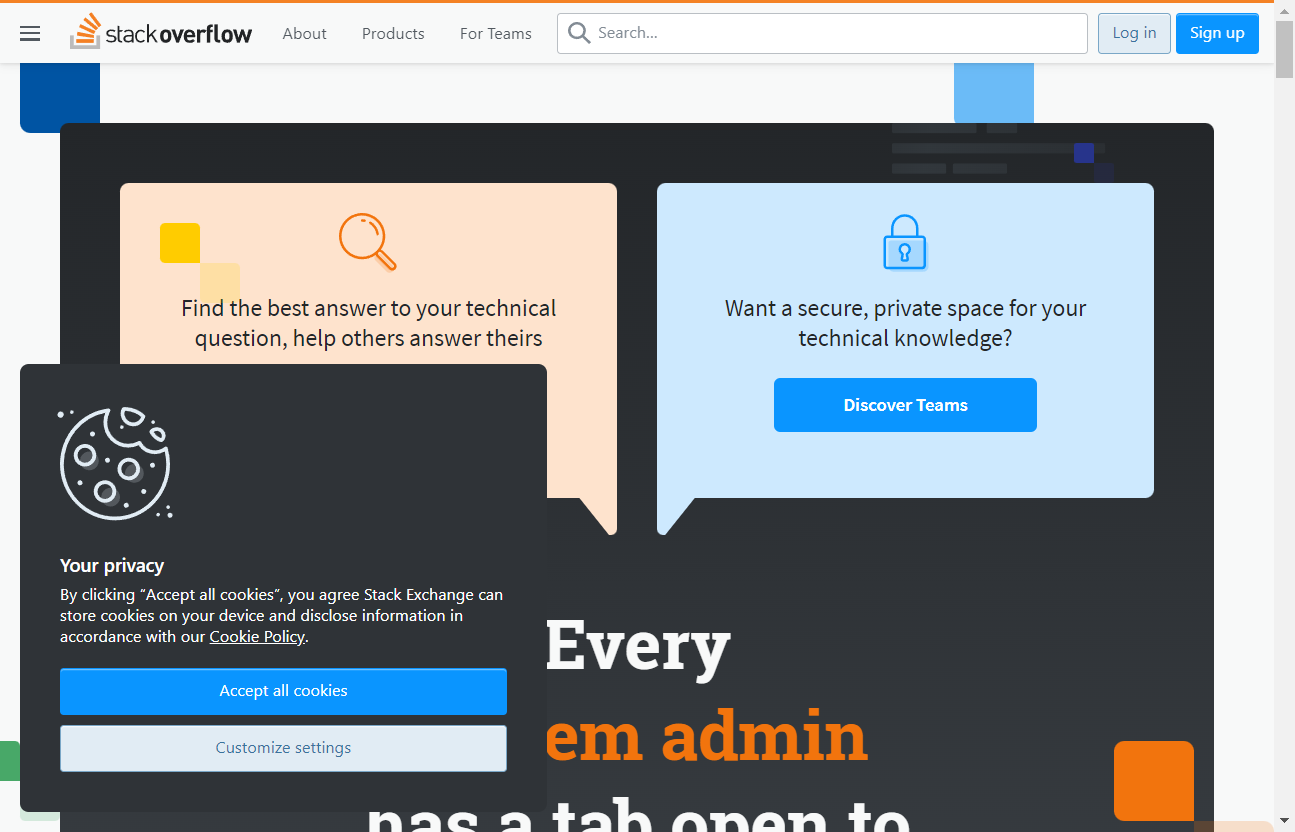 stack overflow
About
Products
For Teams
Search...
Log in
Sign up
Find the best answer to your technical
question, help others answer theirs
Want a secure, private space for your
technical knowledge?
Discover Teams
Your privacy
By clicking “Accept all cookies”, you agree Stack Exchange can
store cookies on your device and disclose information in
accordance with our Cookie Policy.
Accept all cookies
Customize settings
Every
em admin
has a tab open to